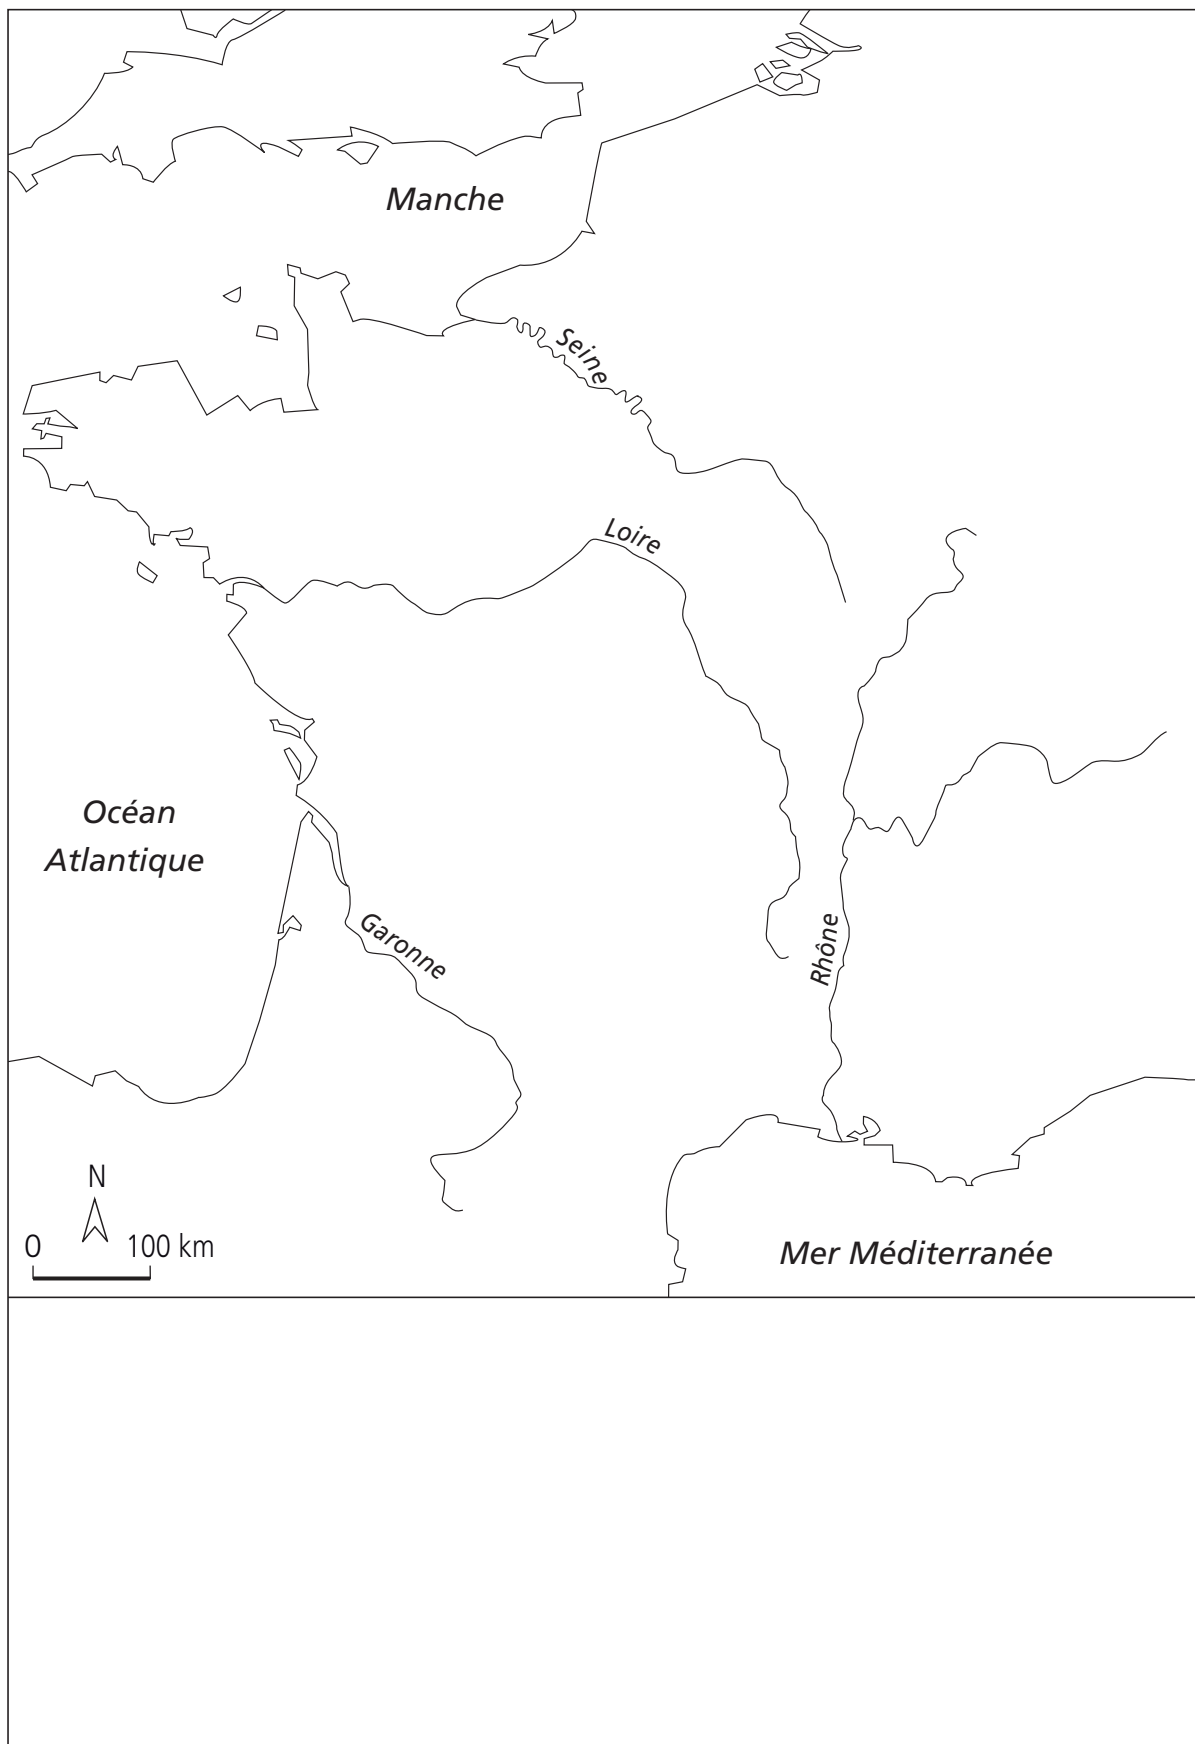 Manche
Seine
Loire
Océan
Atlantique
Garonne
Rhône
N
0 100 km
Mer Méditerranée